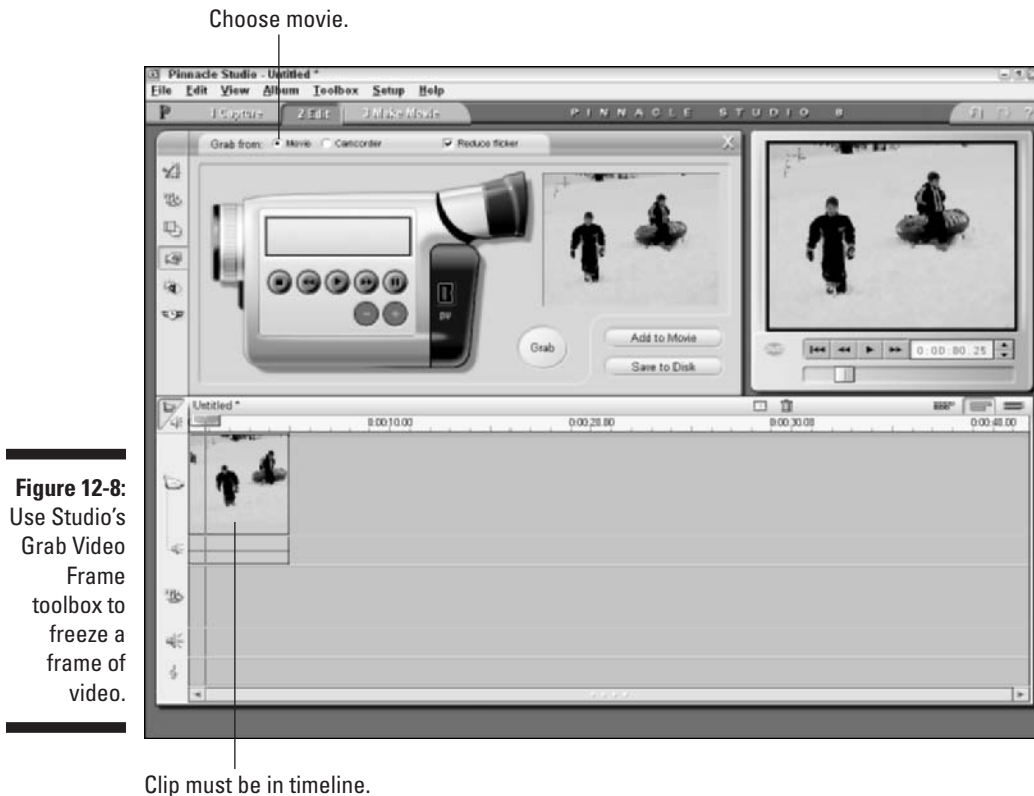 Choose movie.
Pinnacle Studio - Untitled *
File Edit View Album Toolbox Setup Help
1 Capture 2 Edit 3 Make Movie PINNACLE STUDIO 8
Grab from: Movie Camcorder Reduce flicker
DV
Grab
Add to Movie
Save to Disk
0:00:00.25
Untitled *
0:00:10.00 0:00:20.00 0:00:30.00 0:00:40.00
Figure 12-8:
Use Studio's
Grab Video
Frame
toolbox to
freeze a
frame of
video.
Clip must be in timeline.